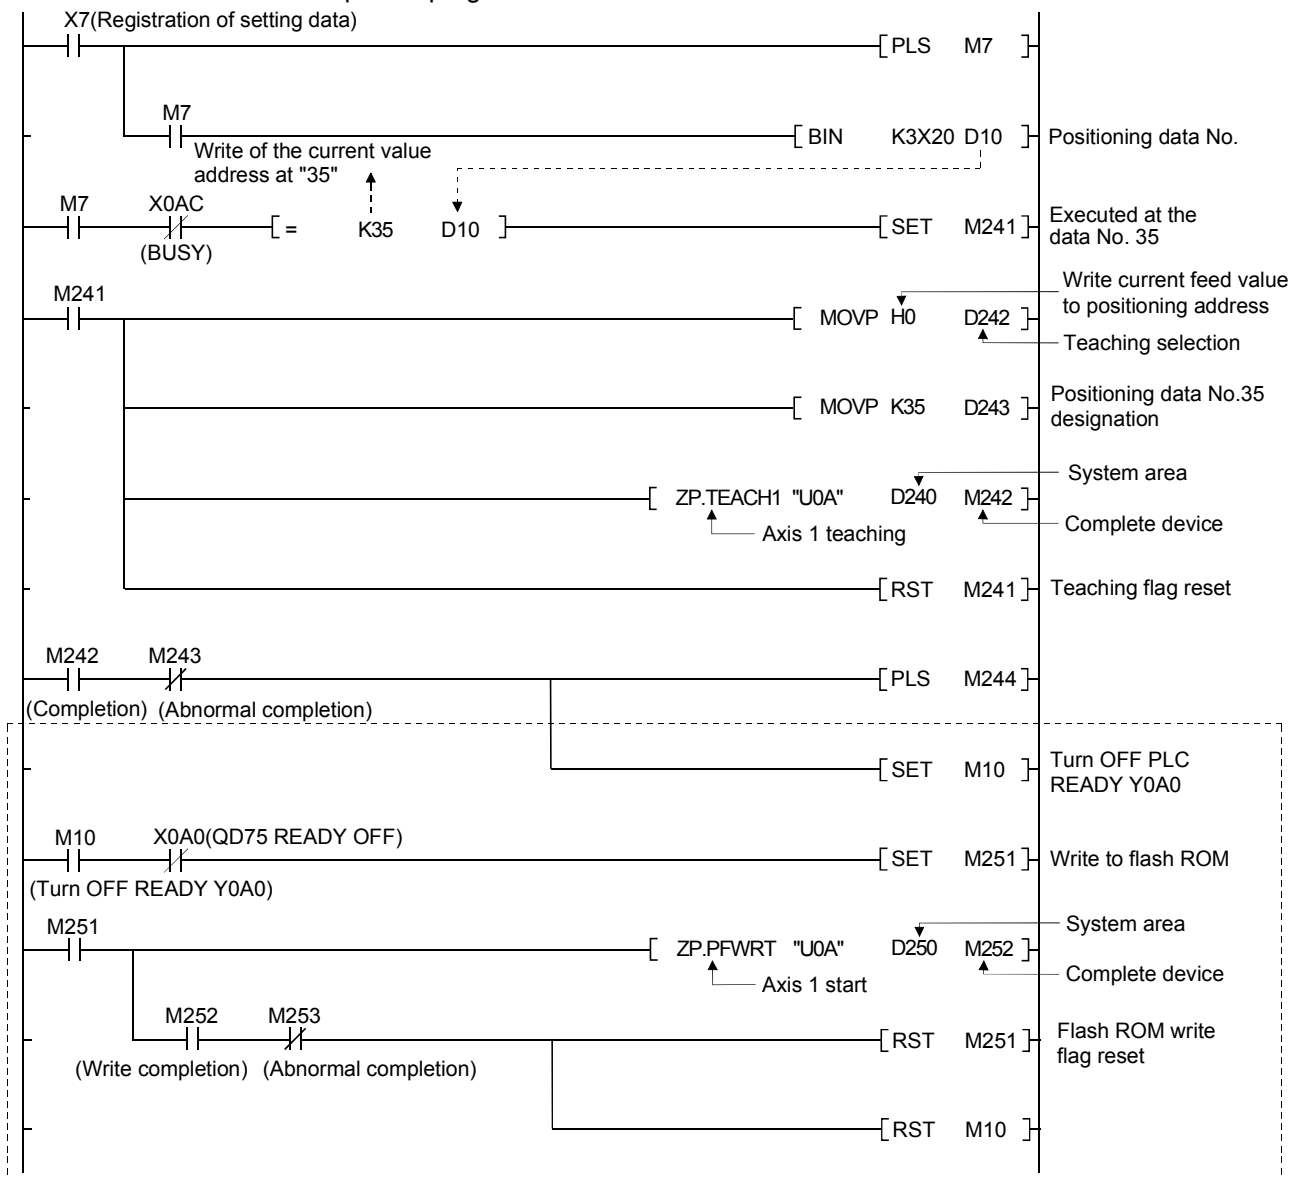 X7(Registration of setting data)
PLS M7
M7
BIN K3X20 D10
Positioning data No.
Write of the current value
address at "35"
M7 X0AC
= K35 D10
SET M241
(BUSY)
Executed at the
data No. 35
M241
Write current feed value
to positioning address
MOVP H0 D242
Teaching selection
MOVP K35 D243
Positioning data No.35
designation
System area
ZP.TEACH1 "U0A" D240 M242
Axis 1 teaching
Complete device
RST M241
Teaching flag reset
M242 M243
PLS M244
(Completion) (Abnormal completion)
SET M10
Turn OFF PLC
READY Y0A0
M10 X0A0(QD75 READY OFF)
SET M251
Write to flash ROM
(Turn OFF READY Y0A0)
M251
System area
ZP.PFWRT "U0A" D250 M252
Axis 1 start
Complete device
M252 M253
RST M251
Flash ROM write
flag reset
(Write completion) (Abnormal completion)
RST M10